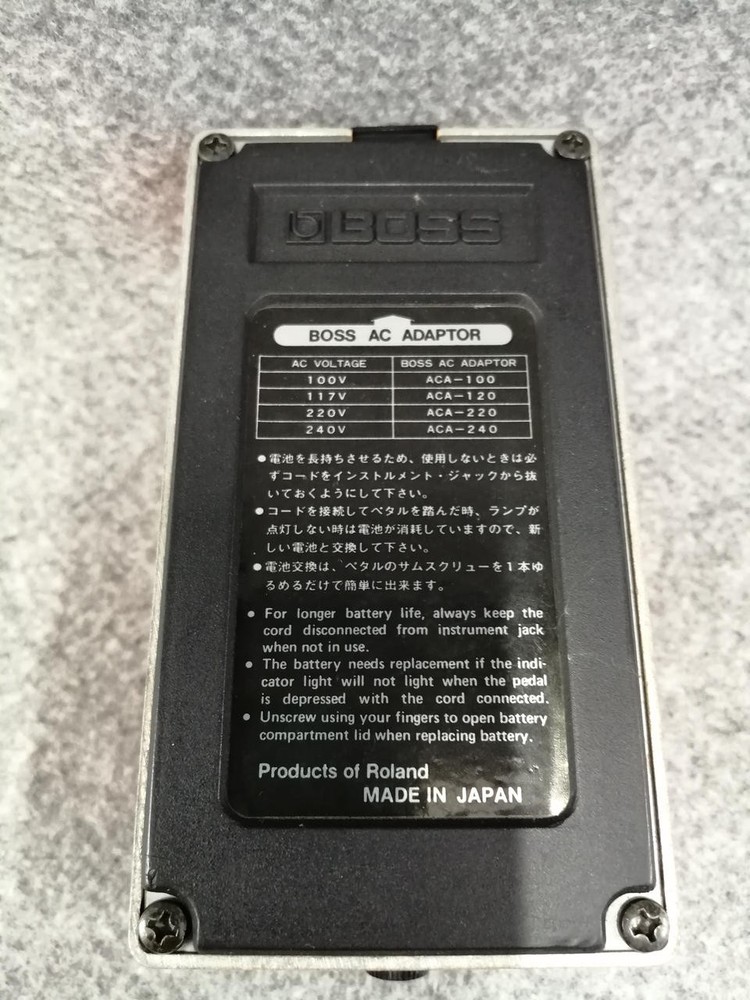 BOSS
BOSS AC ADAPTOR
AC VOLTAGE BOSS AC ADAPTOR
100V ACA-100
117V ACA-120
220V ACA-220
240V ACA-240
●電池を長持ちさせるため、使用しないときは必
ずコードをインストルメント・ジャックから抜
いておくようにして下さい。
●コードを接続してペタルを踏んだ時、ランプが
点灯しない時は電池が消耗していますので、新
しい電池と交換して下さい。
●電池交換は、ペタルのサムスクリューを1本ゆ
るめるだけで簡単に出来ます。
● For longer battery life, always keep the
cord disconnected from instrument jack
when not in use.
● The battery needs replacement if the indi-
cator light will not light when the pedal
is depressed with the cord connected.
● Unscrew using your fingers to open battery
compartment lid when replacing battery.
Products of Roland
MADE IN JAPAN